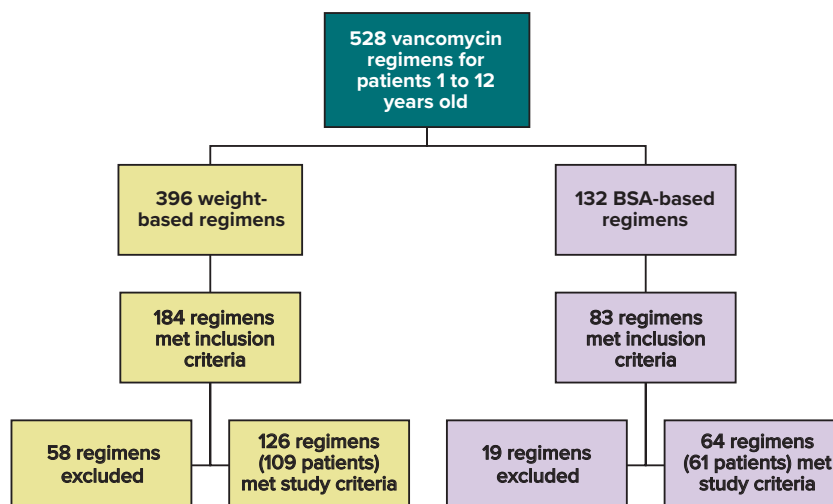 528 vancomycin
regimens for
patients 1 to 12
years old
396 weight-
based regimens
132 BSA-based
regimens
184 regimens
met inclusion
criteria
83 regimens
met inclusion
criteria
58 regimens
excluded
126 regimens
(109 patients)
met study criteria
19 regimens
excluded
64 regimens
(61 patients) met
study criteria